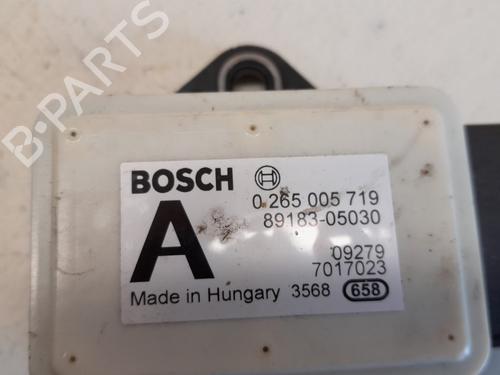 B-PARTS
BOSCH
0 265 005 719
89183-05030
A
09279
7017023
Made in Hungary 3568 658